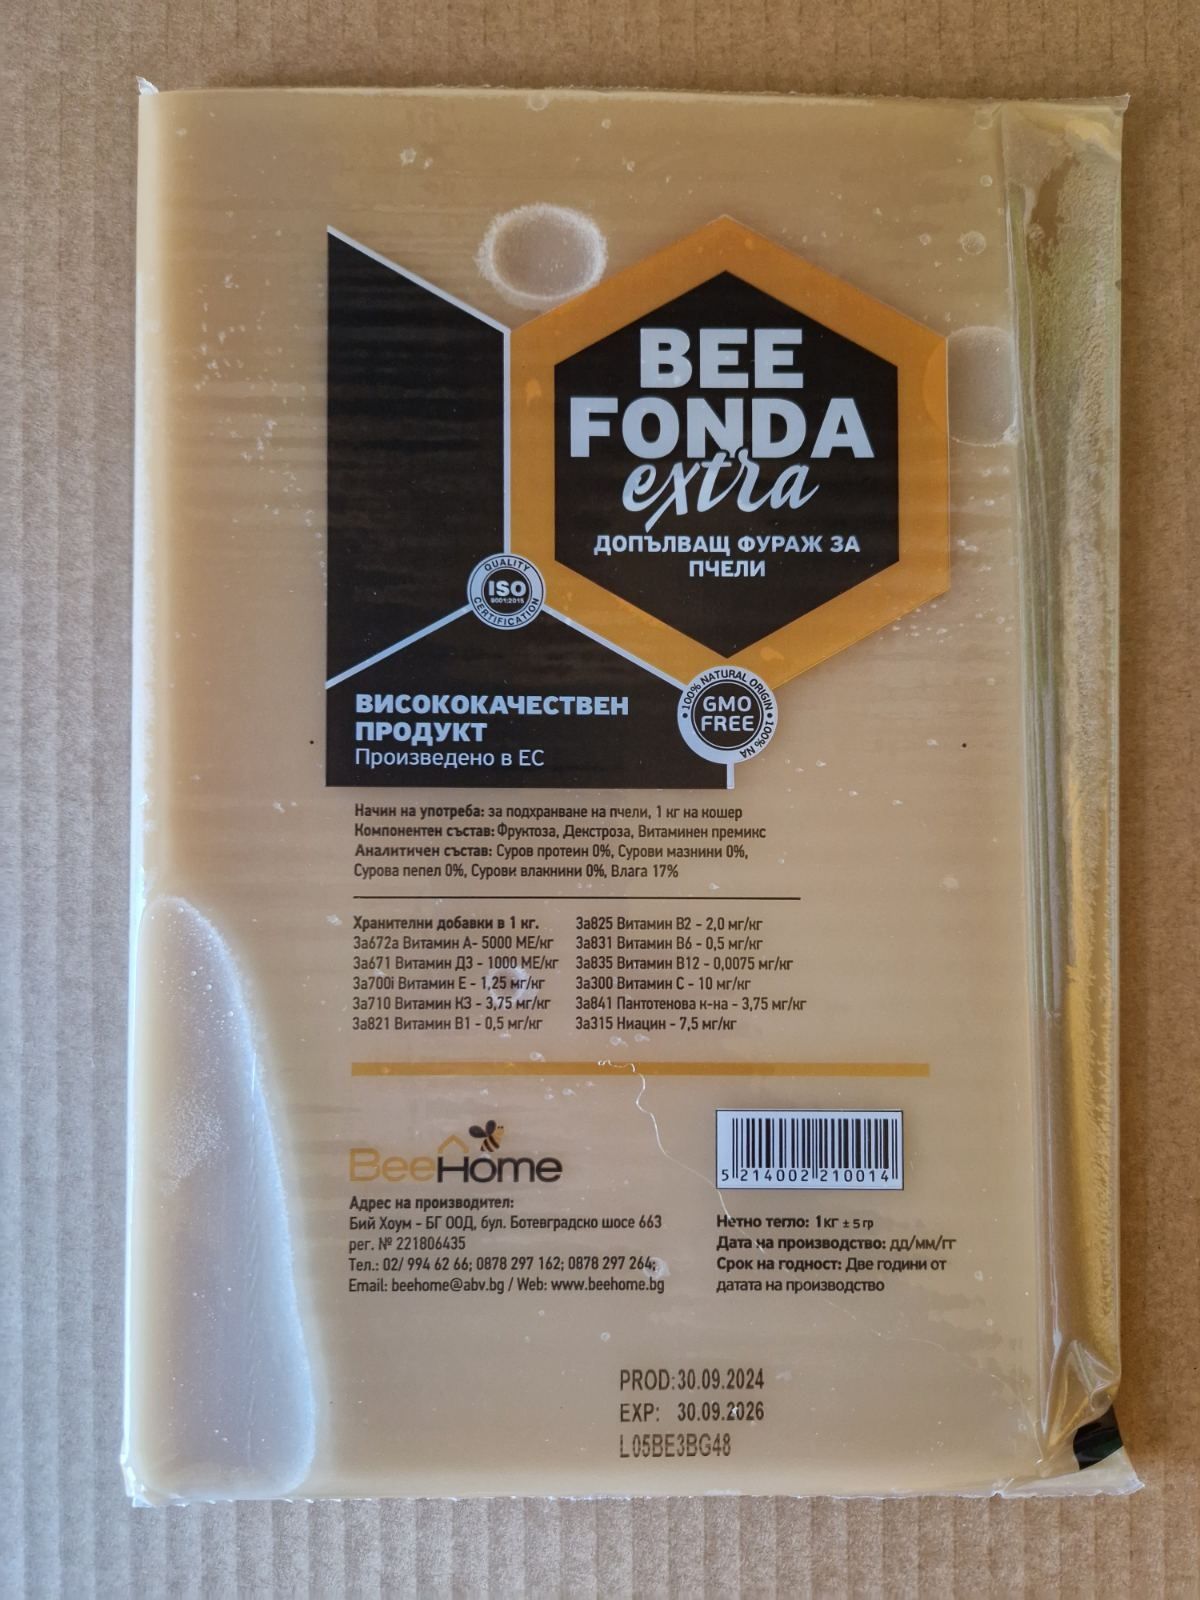 BEE
FONDA
extra
ДОПЪЛВАЩ ФУРАЖ ЗА
ПЧЕЛИ
QUALITY
ISO
9001:2015
CERTIFICATION
100% NATURAL ORIGIN • 100% NA
GMO
FREE
ВИСОКОКАЧЕСТВЕН
ПРОДУКТ
Произведено в ЕС
Начин на употреба: за подхранване на пчели, 1 кг на кошер
Компонентен състав: Фруктоза, Декстроза, Витаминен премикс
Аналитичен състав: Суров протеин 0%, Сурови мазнини 0%,
Сурова пепел 0%, Сурови влакнини 0%, Влага 17%
Хранителни добавки в 1 кг.
3а672а Витамин А- 5000 МЕ/кг
3а671 Витамин Д3 - 1000 МЕ/кг
3а700i Витамин Е - 1,25 мг/кг
3а710 Витамин К3 - 3,75 мг/кг
3а821 Витамин В1 - 0,5 мг/кг
3а825 Витамин В2 - 2,0 мг/кг
3а831 Витамин В6 - 0,5 мг/кг
3а835 Витамин В12 - 0,0075 мг/кг
3а300 Витамин С - 10 мг/кг
3а841 Пантотенова к-на - 3,75 мг/кг
3а315 Ниацин - 7,5 мг/кг
BeeHome
Адрес на производител:
Бий Хоум - БГ ООД, бул. Ботевградско шосе 663
рег. № 221806435
Тел.: 02/ 994 62 66; 0878 297 162; 0878 297 264;
Email: beehome@abv.bg / Web: www.beehome.bg
5 214002 210014
Нетно тегло: 1кг ± 5 гр
Дата на производство: дд/мм/гг
Срок на годност: Две години от
датата на производство
PROD:30.09.2024
EXP: 30.09.2026
L05BE3BG48